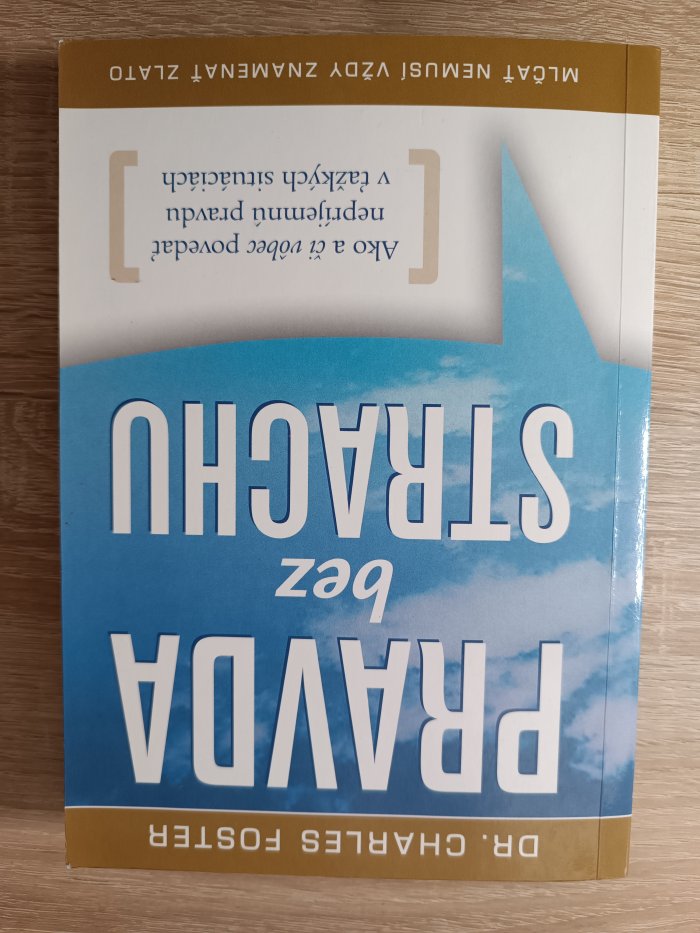 DR. CHARLES FOSTER
PRAVDA
bez
STRACHU
Ako a či vôbec povedať
nepríjemnú pravdu
v ťažkých situáciách
MLČAŤ NEMUSÍ VŽDY ZNAMENAŤ ZLATO